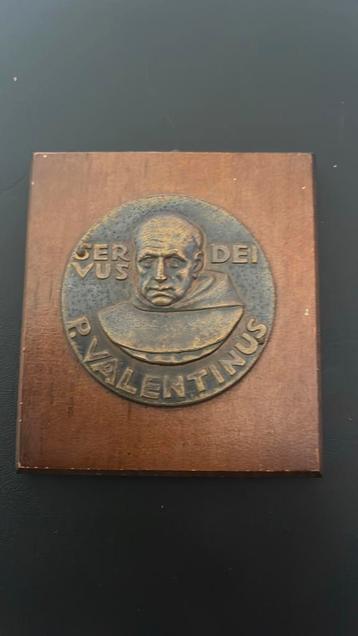 SER
VUS
DEI
P. VALENTINUS